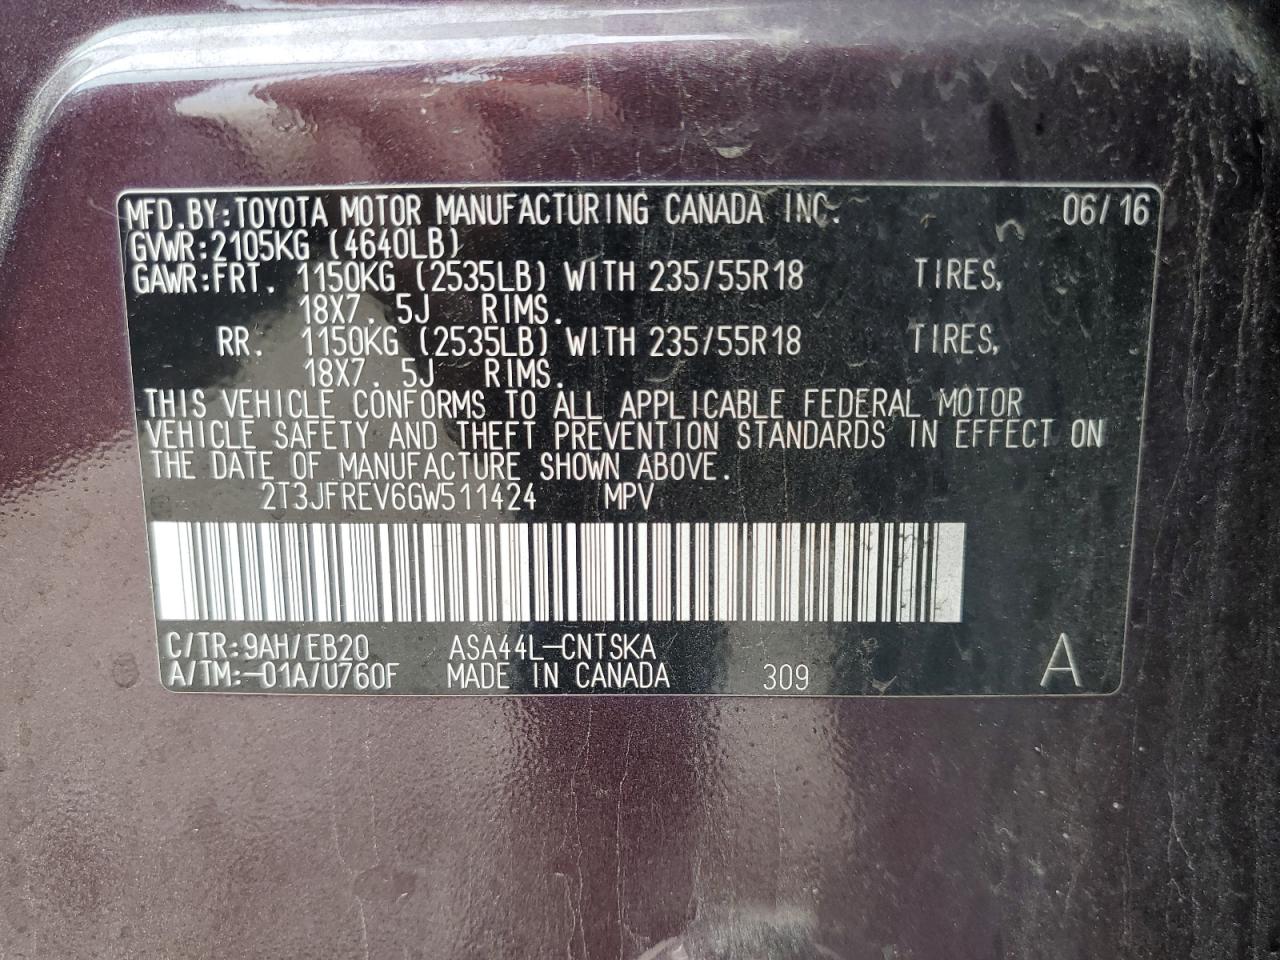 MFD.BY:TOYOTA MOTOR MANUFACTURING CANADA INC. 06/16
GVWR:2105KG (4640LB)
GAWR:FRT. 1150KG (2535LB) WITH 235/55R18 TIRES,
18X7.5J RIMS.
RR. 1150KG (2535LB) WITH 235/55R18 TIRES,
18X7.5J RIMS.
THIS VEHICLE CONFORMS TO ALL APPLICABLE FEDERAL MOTOR
VEHICLE SAFETY AND THEFT PREVENTION STANDARDS IN EFFECT ON
THE DATE OF MANUFACTURE SHOWN ABOVE.
2T3JFREV6GW511424 MPV
C/TR:9AH/EB20 ASA44L-CNTSKA
A/TM:-01A/U760F MADE IN CANADA 309 A